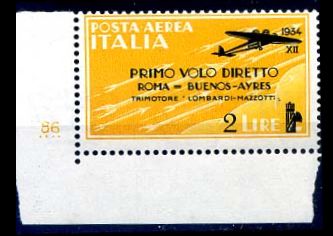 POSTA AEREA
ITALIA
1934
XII
PRIMO VOLO DIRETTO
ROMA = BUENOS-AYRES
TRIMOTORE "LOMBARDI-MAZZOTTI"
2 LIRE
86